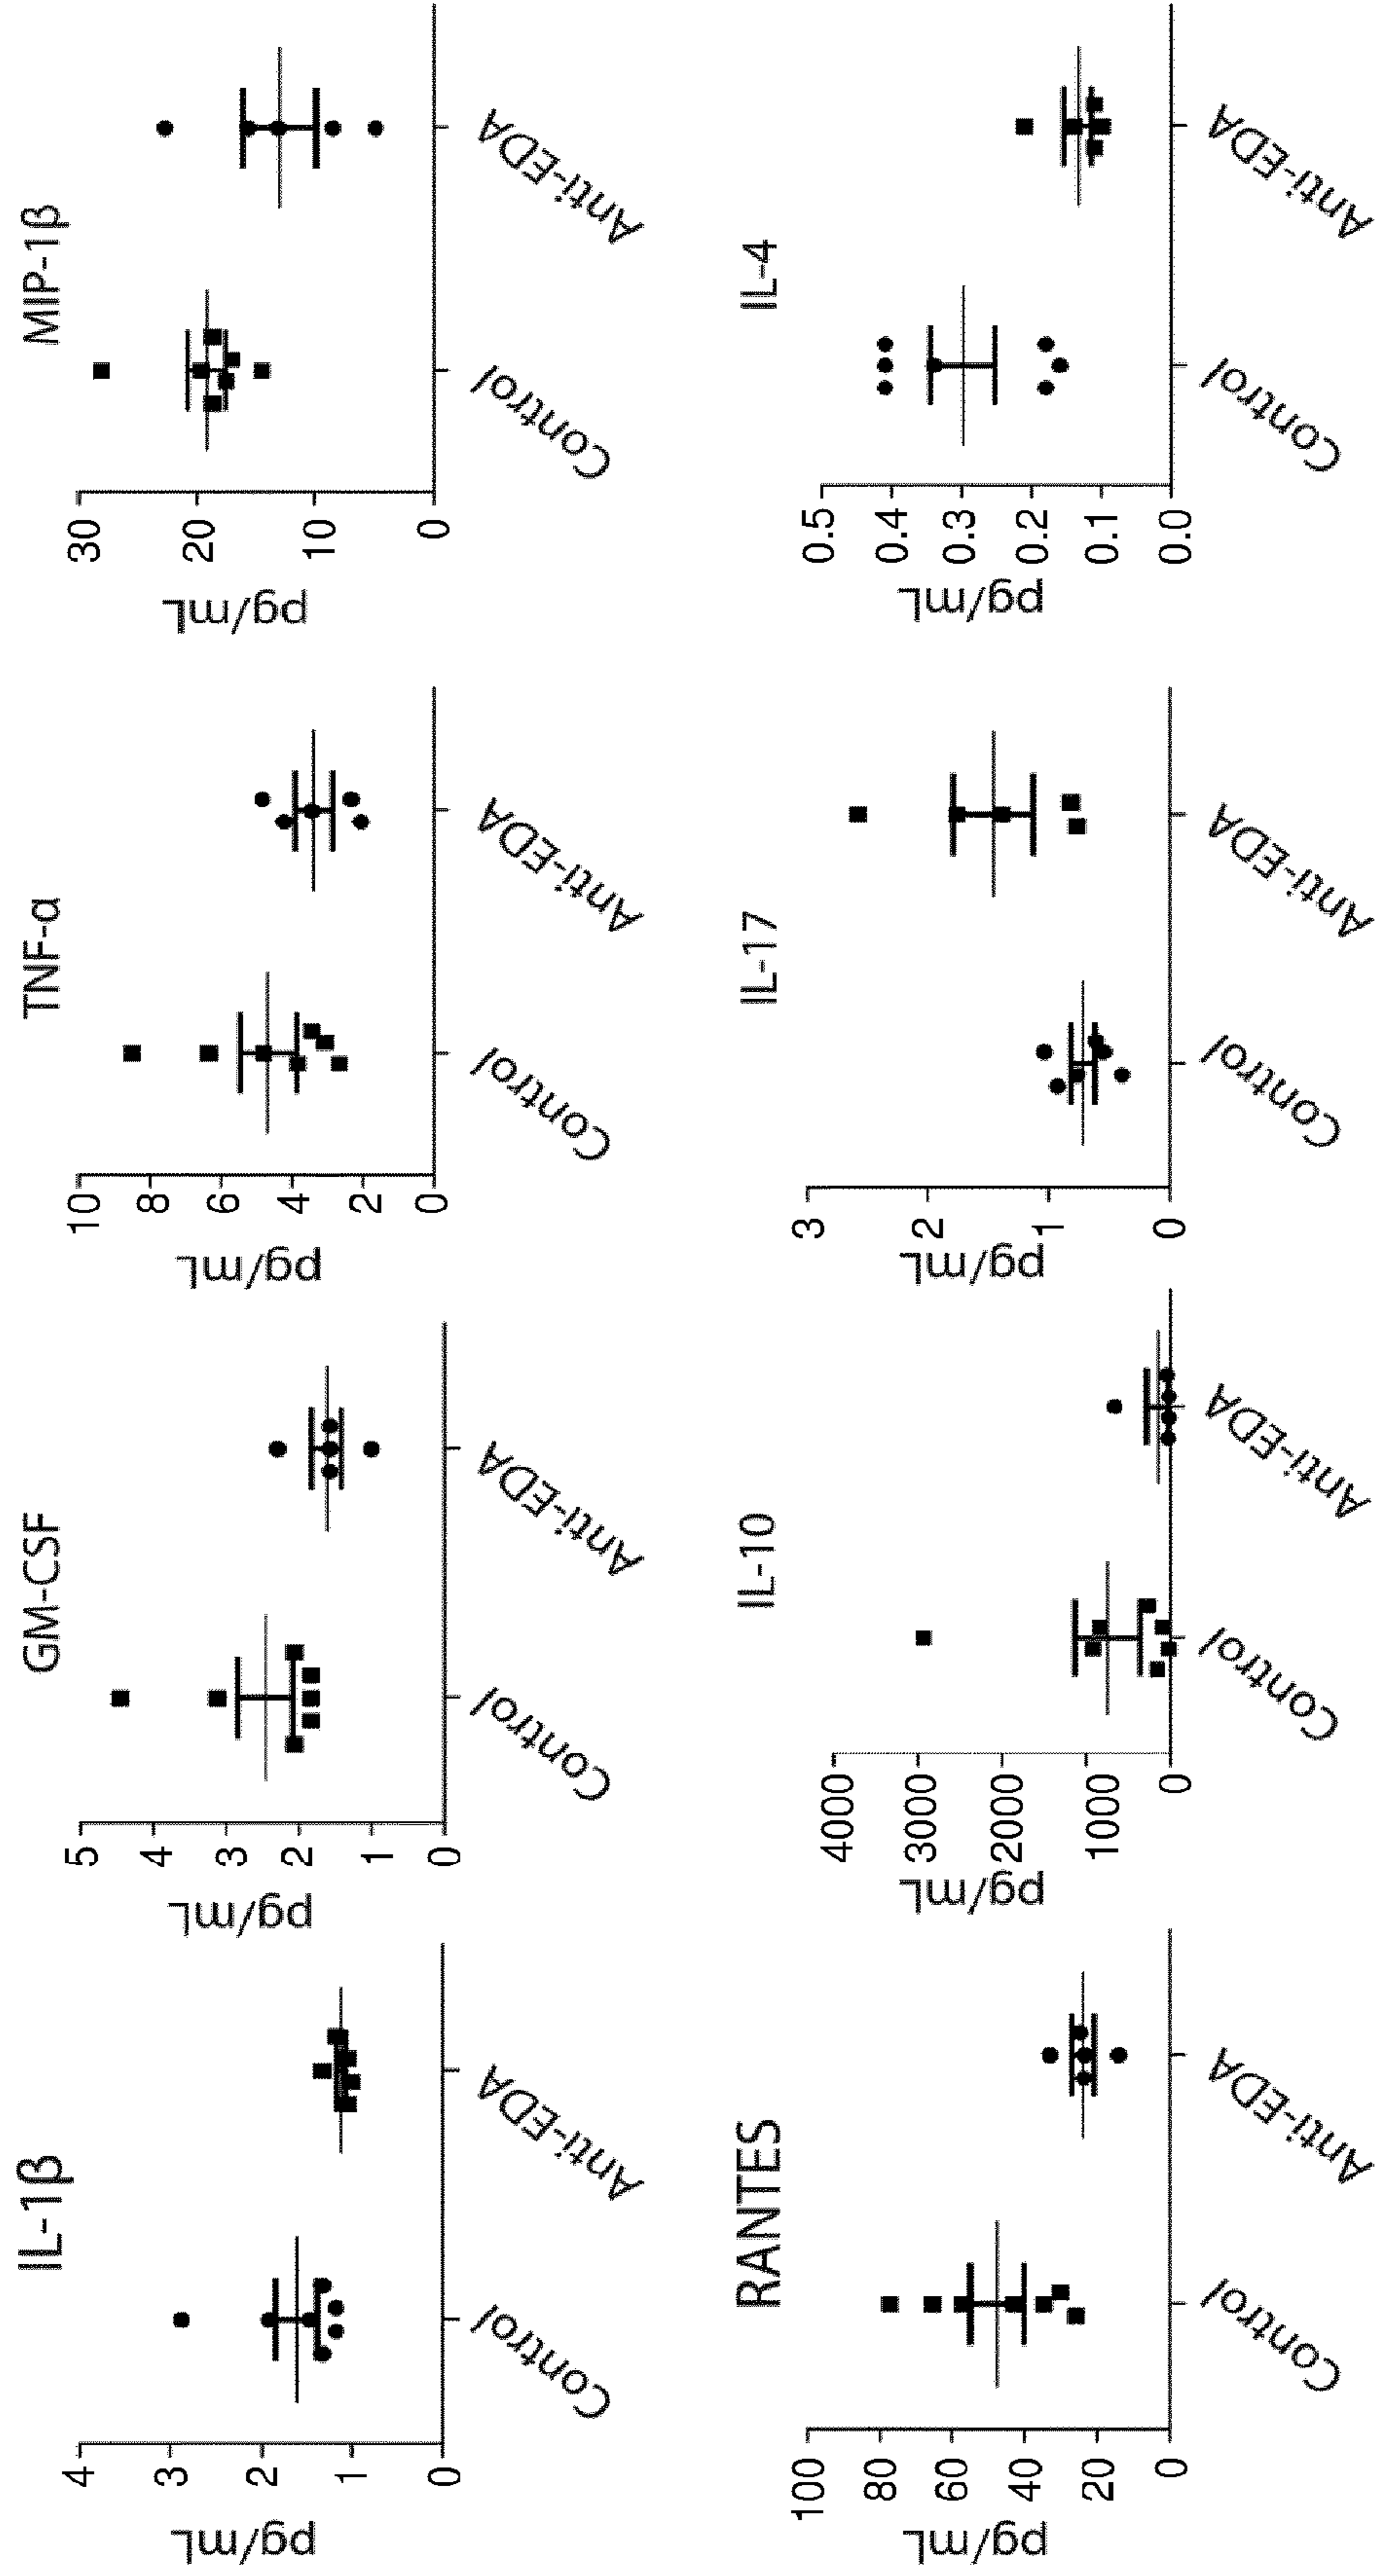 IL-1β
pg/mL
4
3
2
1
0
Control
Anti-EDA
GM-CSF
pg/mL
5
4
3
2
1
0
Control
Anti-EDA
TNF-α
pg/mL
10
8
6
4
2
0
Control
Anti-EDA
MIP-1β
pg/mL
30
20
10
0
Control
Anti-EDA
RANTES
pg/mL
100
80
60
40
20
0
Control
Anti-EDA
IL-10
pg/mL
4000
3000
2000
1000
0
Control
Anti-EDA
IL-17
pg/mL
3
2
1
0
Control
Anti-EDA
IL-4
pg/mL
0.5
0.4
0.3
0.2
0.1
0.0
Control
Anti-EDA